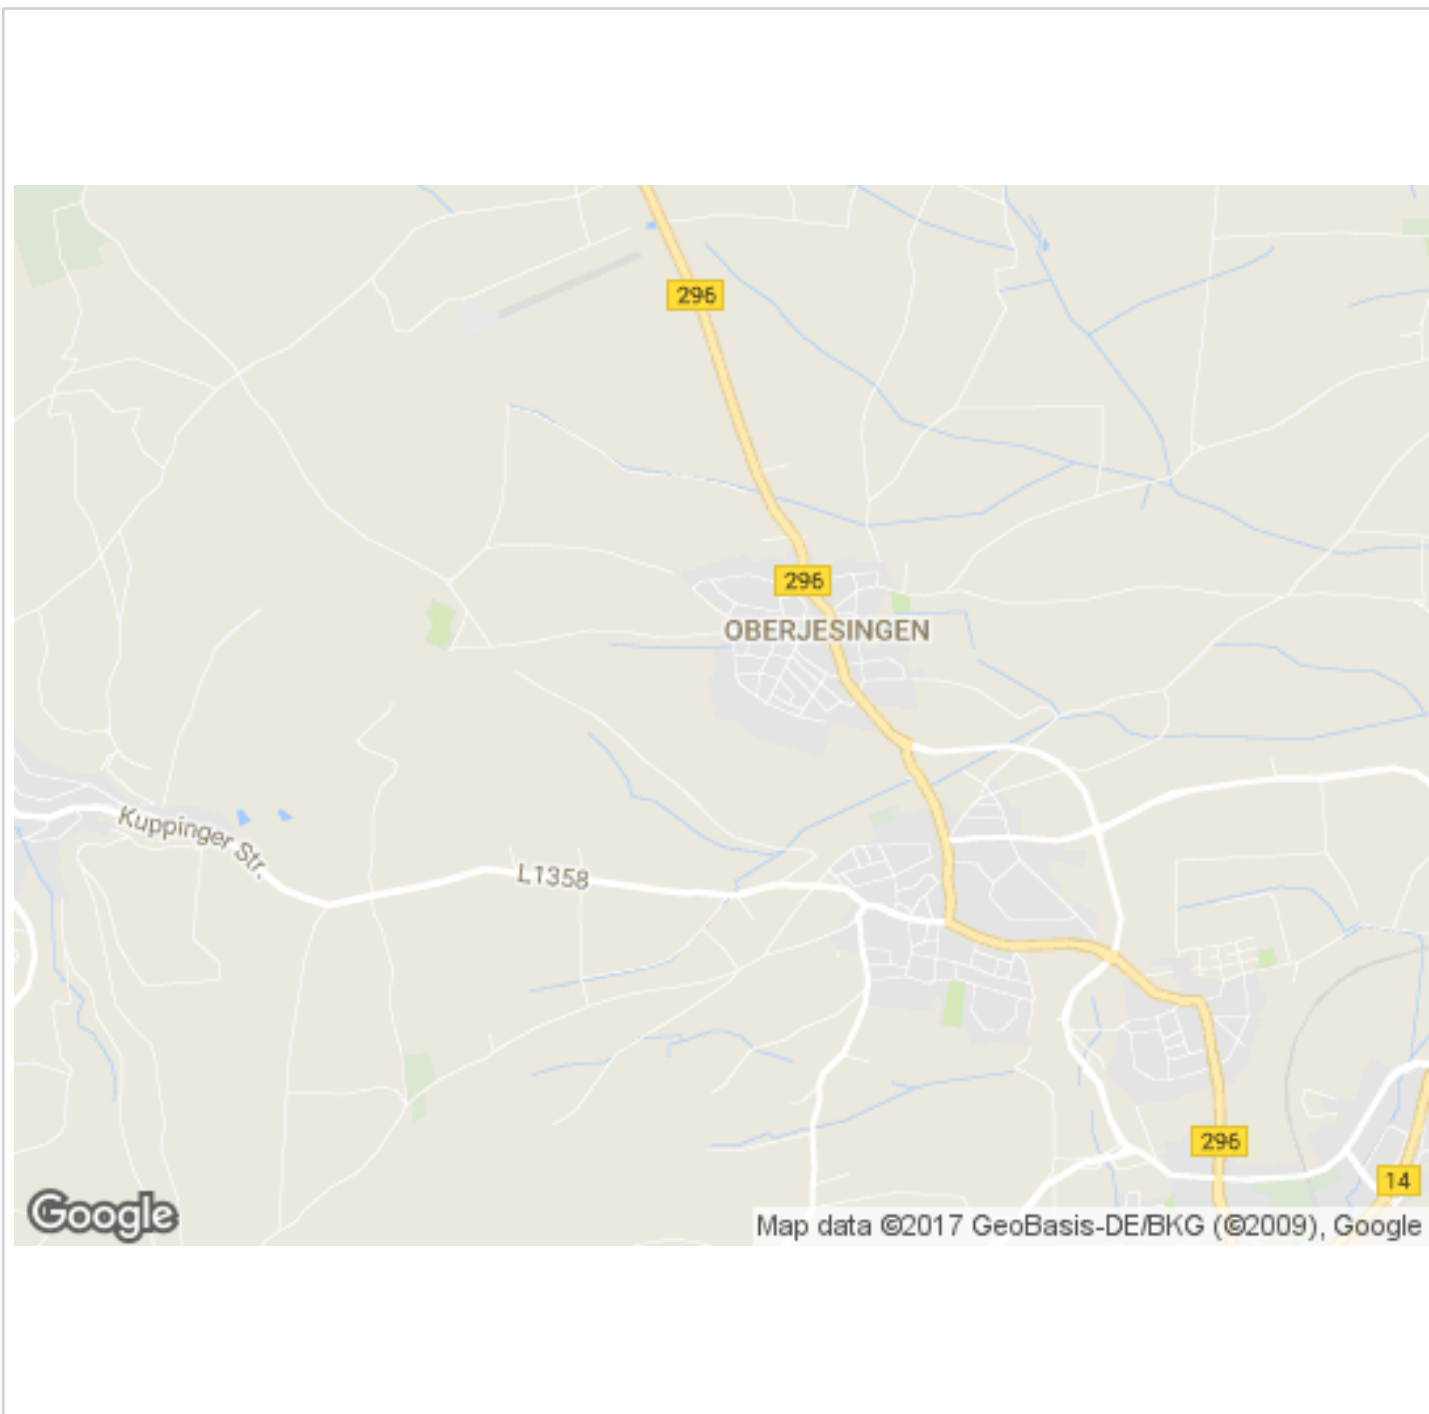 296
296
OBERJESINGEN
Kuppinger Str.
L1358
296
14
Google
Map data ©2017 GeoBasis-DE/BKG (©2009), Google